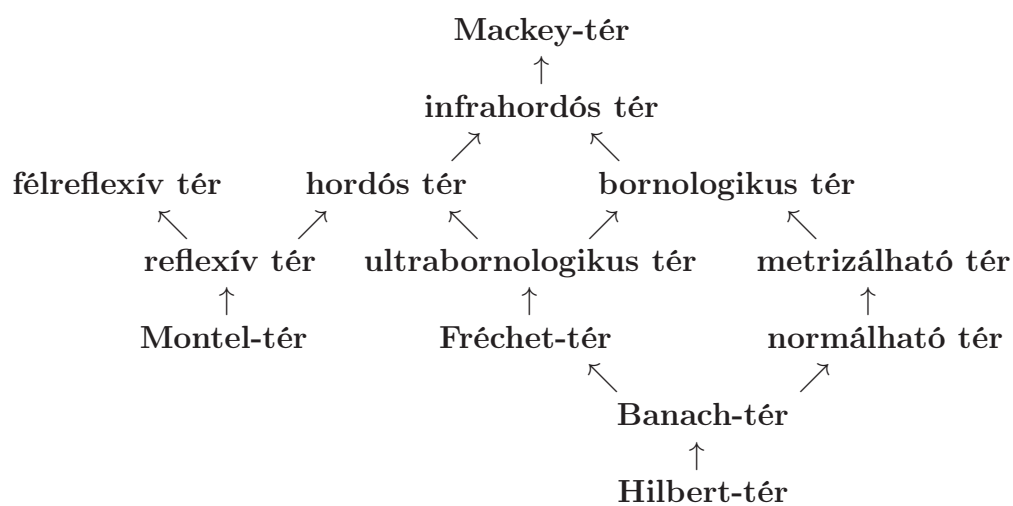 Mackey-tér
infrahordós tér
félreflexív tér hordós tér bornologikus tér
reflexív tér ultrabornologikus tér metrizálható tér
Montel-tér Fréchet-tér normálható tér
Banach-tér
Hilbert-tér